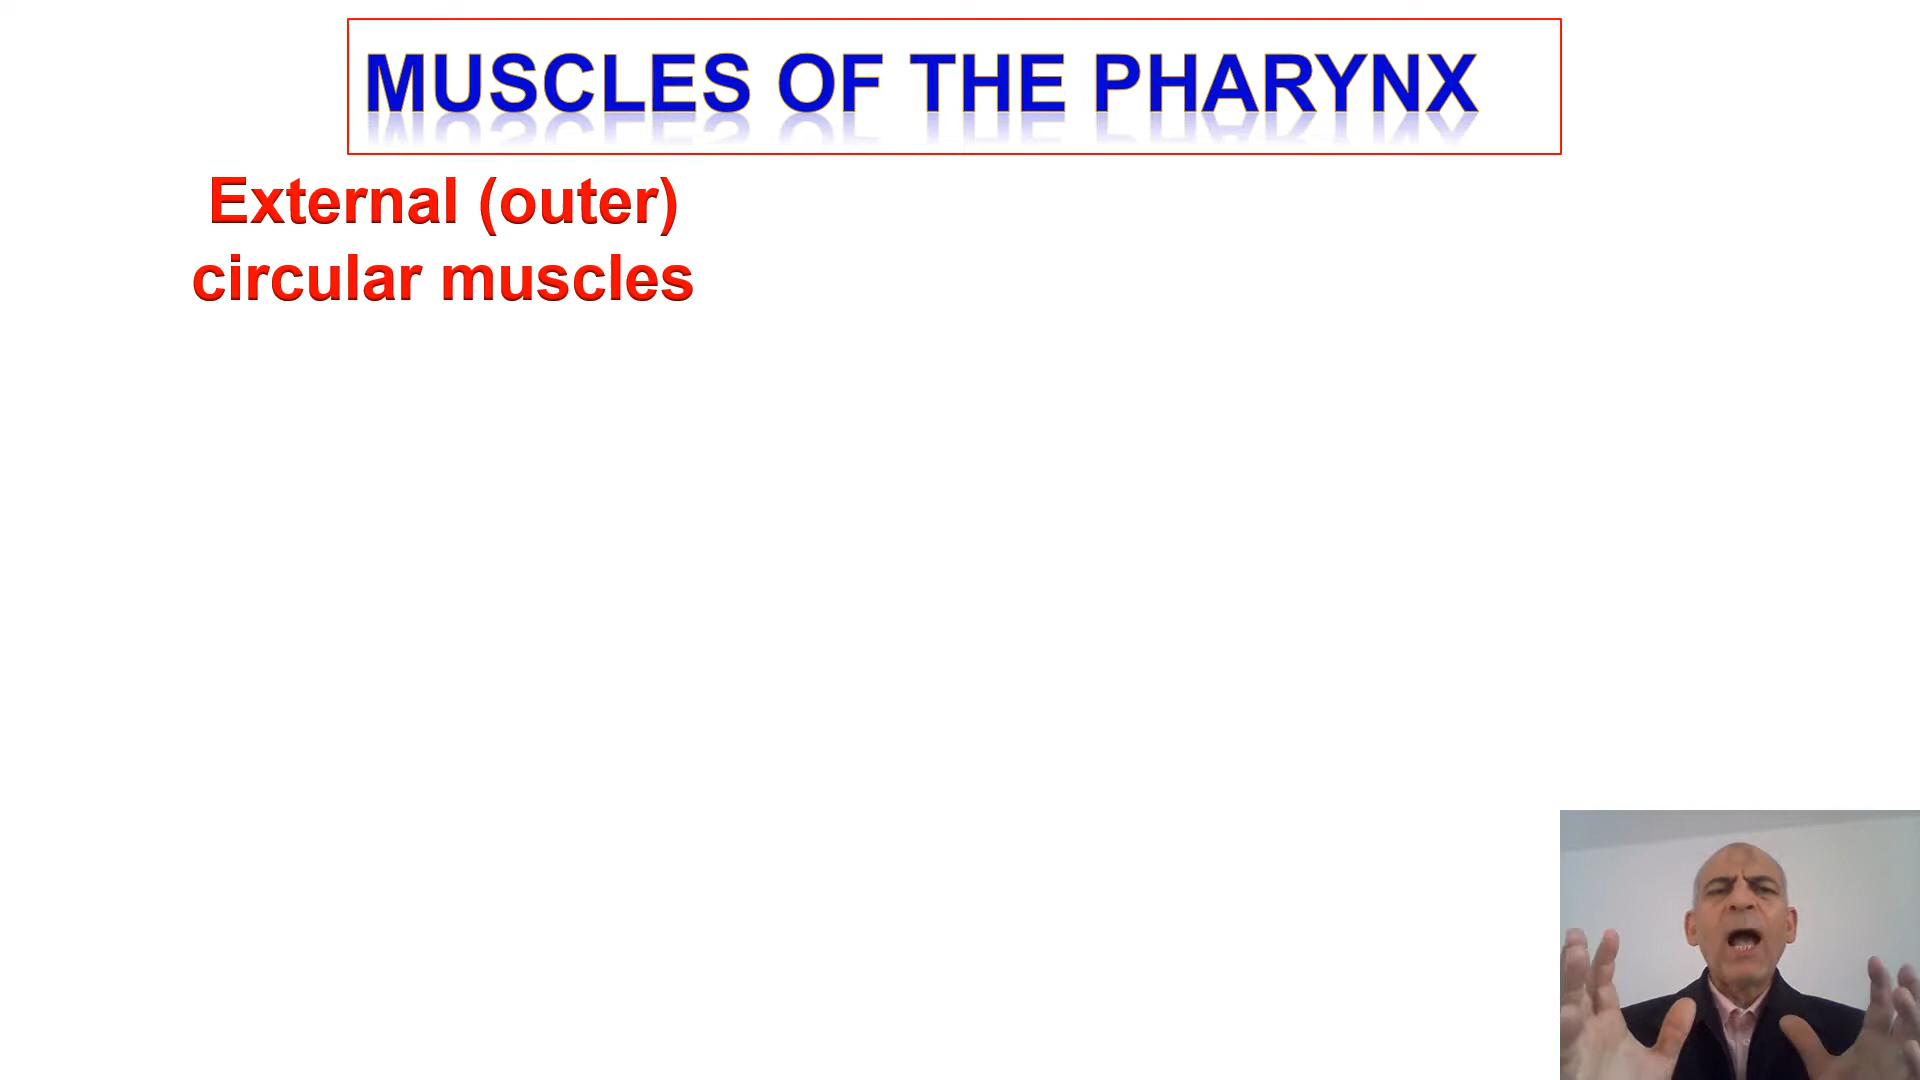 MUSCLES OF THE PHARYNX
External (outer)
circular muscles